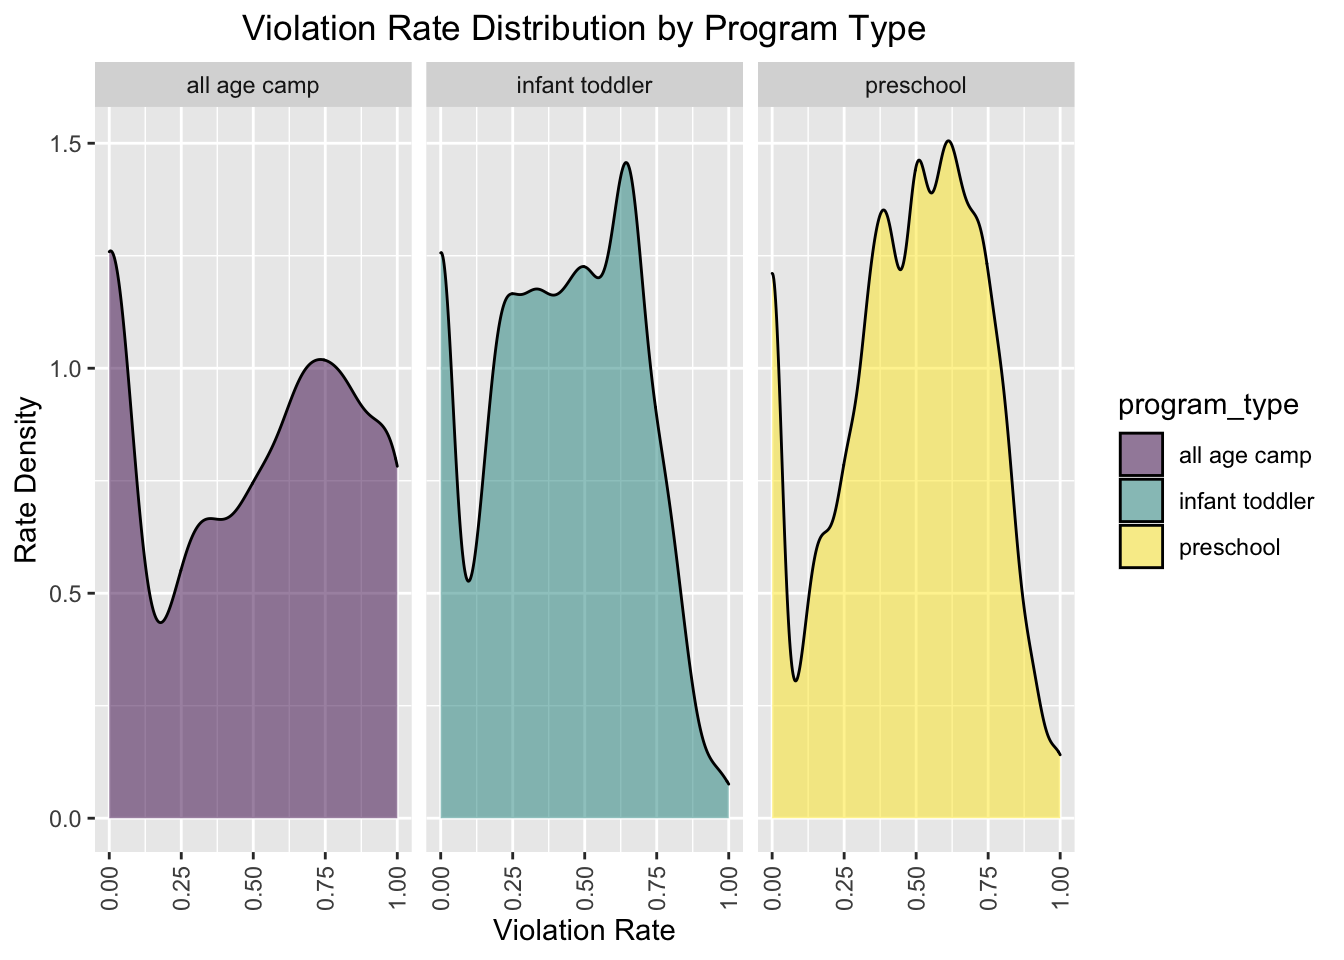 Violation Rate Distribution by Program Type
all age camp
infant toddler
preschool
1.5
1.0
0.5
0.0
Rate Density
0.00 0.25 0.50 0.75 1.00
0.00 0.25 0.50 0.75 1.00
0.00 0.25 0.50 0.75 1.00
Violation Rate
program_type
all age camp
infant toddler
preschool